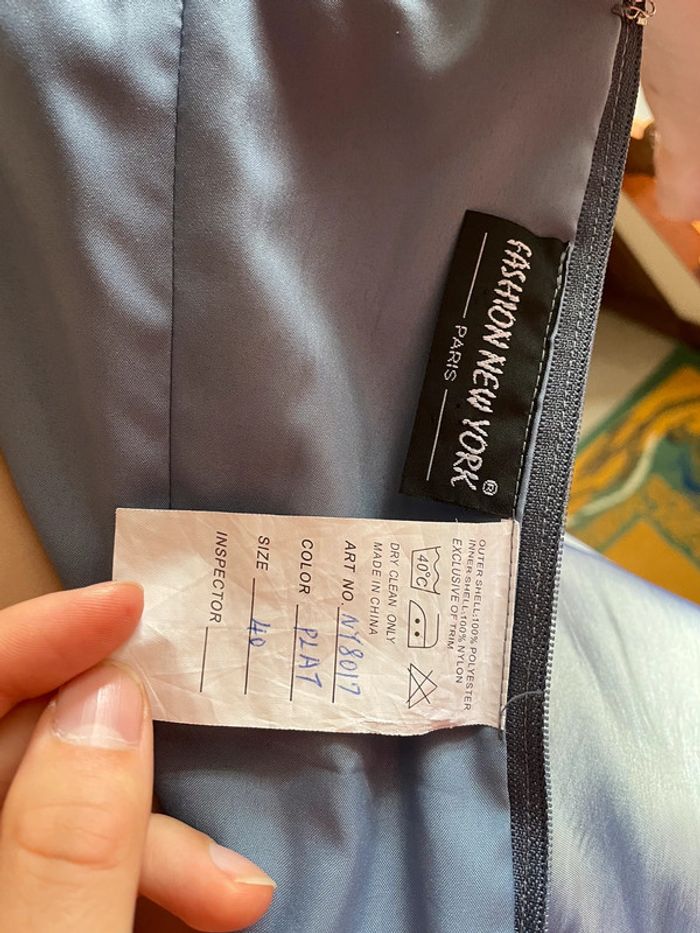 FASHION NEW YORK®
PARIS
OUTER SHELL:100% POLYESTER
INNER SHELL:100% NYLON
EXCLUSIVE OF TRIM
40°C
DRY CLEAN ONLY
MADE IN CHINA
ART NO. NY8017
COLOR PLAT
SIZE 40
INSPECTOR